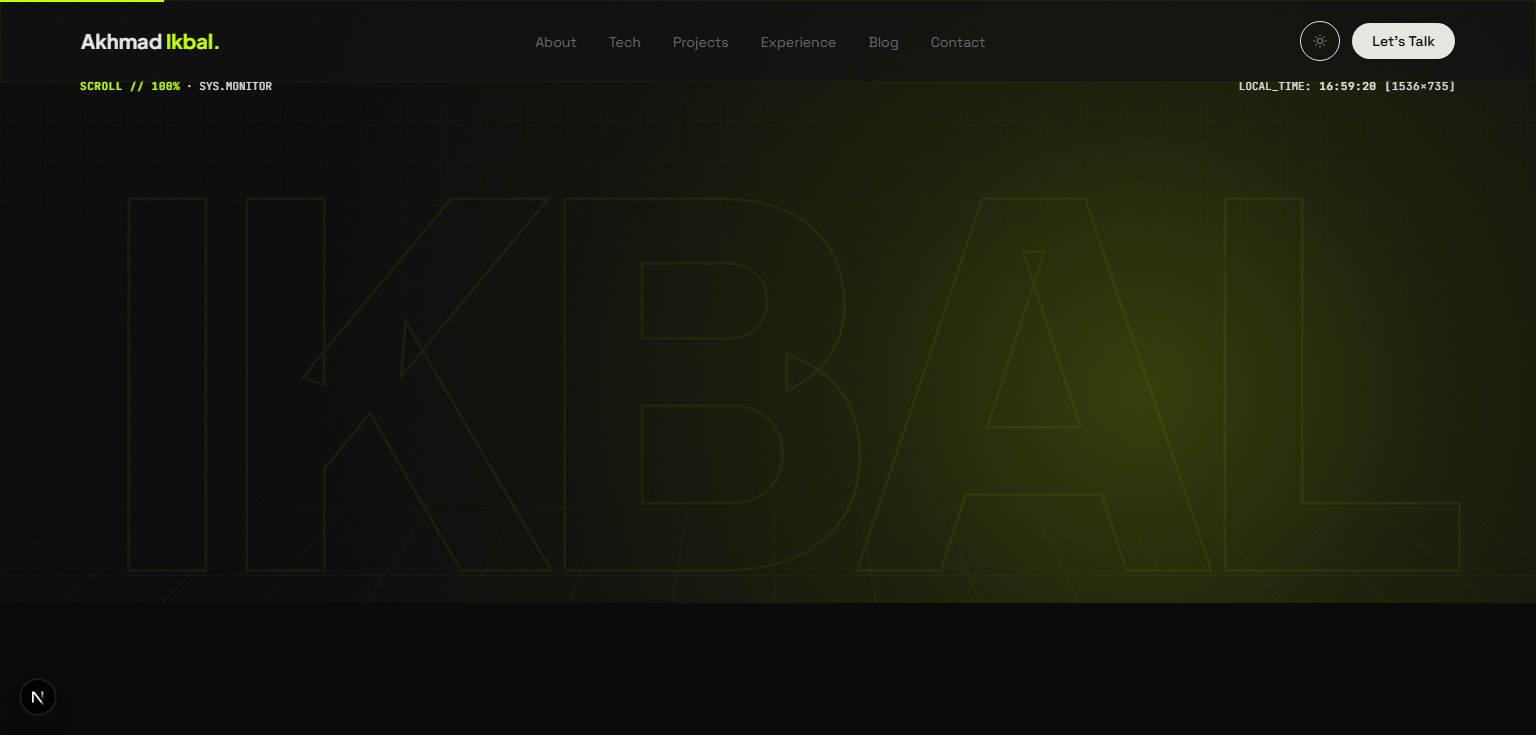 Akhmad Ikbal.
About Tech Projects Experience Blog Contact
Let's Talk
SCROLL // 100% · SYS.MONITOR
LOCAL_TIME: 16:59:20 [1536×735]
IKBAL
N